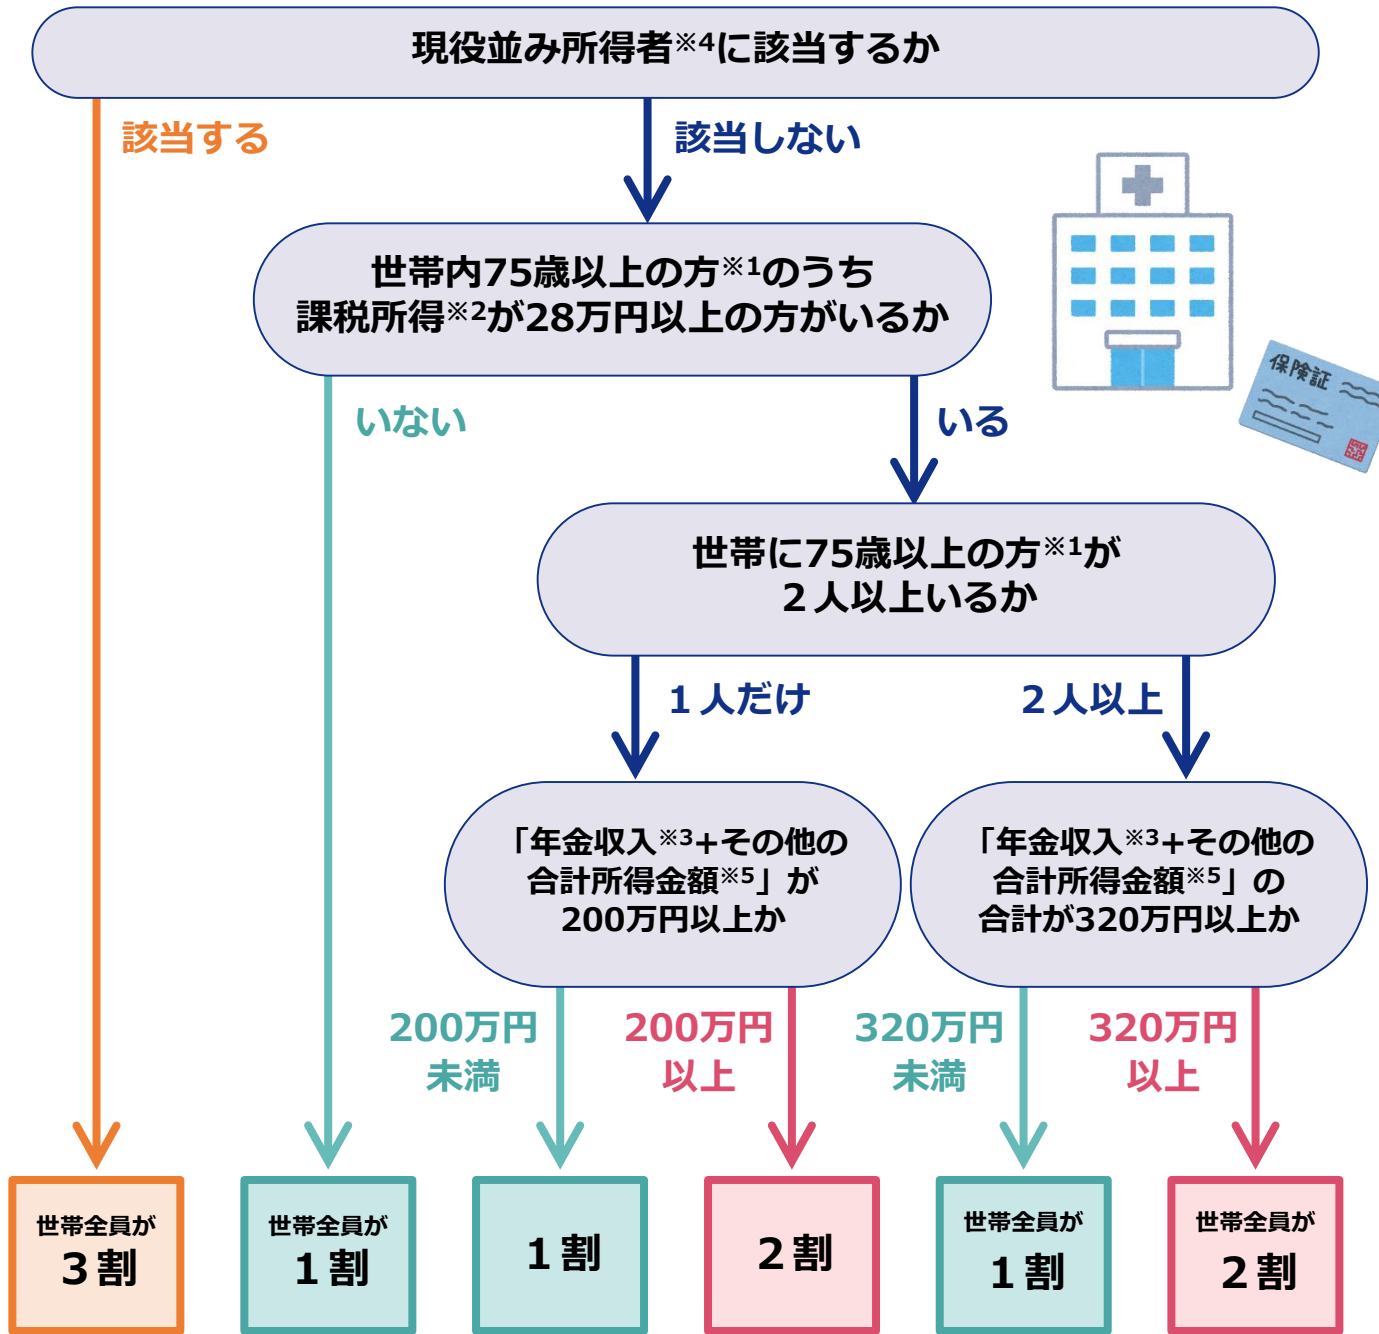 現役並み所得者※4に該当するか
該当する
該当しない
世帯内75歳以上の方※1のうち
課税所得※2が28万円以上の方がいるか
保険証
いない
いる
世帯に75歳以上の方※1が
２人以上いるか
１人だけ
２人以上
「年金収入※3+その他の
合計所得金額※5」が
200万円以上か
「年金収入※3+その他の
合計所得金額※5」の
合計が320万円以上か
200万円
未満
200万円
以上
320万円
未満
320万円
以上
世帯全員が
３割
世帯全員が
１割
１割
２割
世帯全員が
１割
世帯全員が
２割